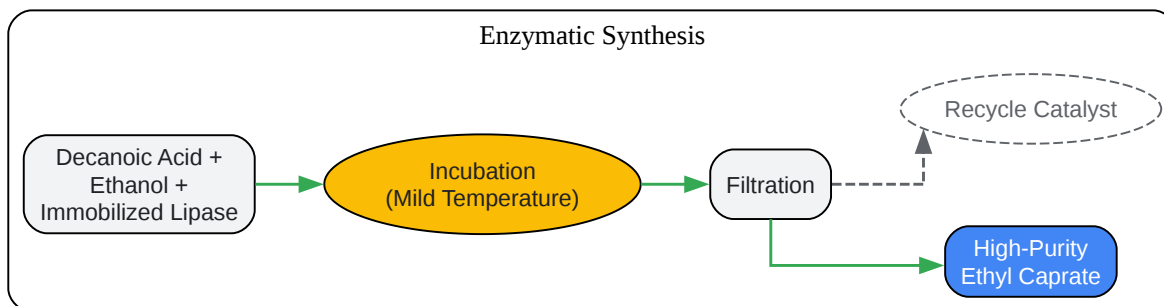 Enzymatic Synthesis
Decanoic Acid +
Ethanol +
Immobilized Lipase
Incubation
(Mild Temperature)
Filtration
Recycle Catalyst
High-Purity
Ethyl Caprate